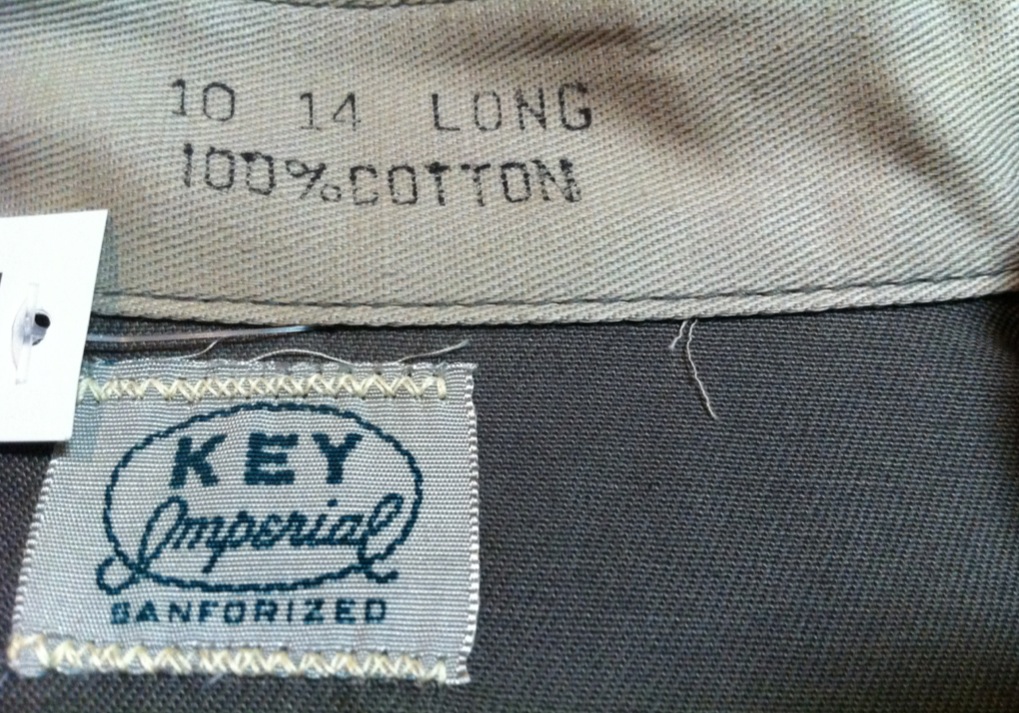 10 14 LONG
100%COTTON
KEY
Imperial
SANFORIZED